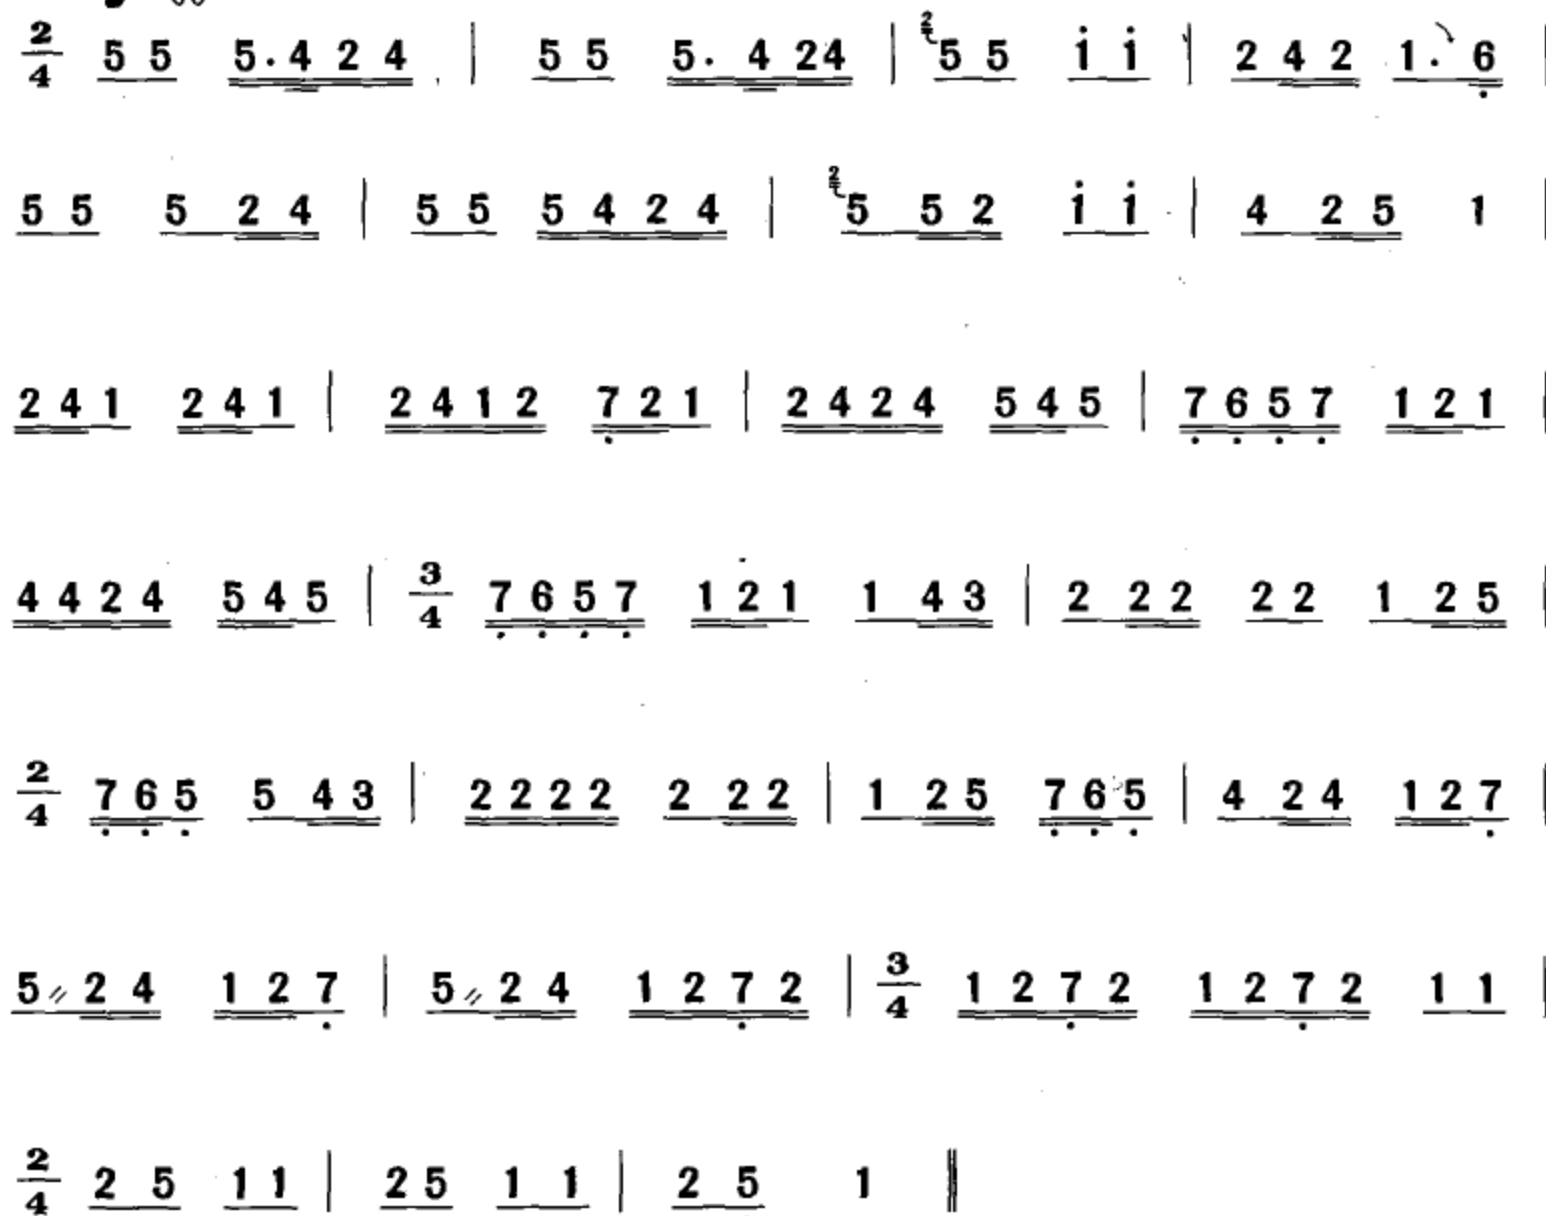 2/4 5 5 5·4 2 4 | 5 5 5· 4 24 | ²5 5 i i | 2 4 2 1· 6̣ |
5 5 5 2 4 | 5 5 5 4 2 4 | ²5 5 2 i i | 4 2 5 1 |
2 4 1 2 4 1 | 2 4 1 2 7̣ 2 1 | 2 4 2 4 5 4 5 | 7̣ 6̣ 5̣ 7̣ 1 2 1 |
4 4 2 4 5 4 5 | 3/4 7̣ 6̣ 5̣ 7̣ 1 2 1 1 4 3 | 2 2 2 2 2 1 2 5 |
2/4 7̣ 6̣ 5̣ 5 4 3 | 2 2 2 2 2 2 2 | 1 2 5 7̣ 6̣ 5̣ | 4 2 4 1 2 7̣ |
5〃2 4 1 2 7̣ | 5〃2 4 1 2 7̣ 2 | 3/4 1 2 7̣ 2 1 2 7̣ 2 1 1 |
2/4 2 5 1 1 | 2 5 1 1 | 2 5 1 ‖